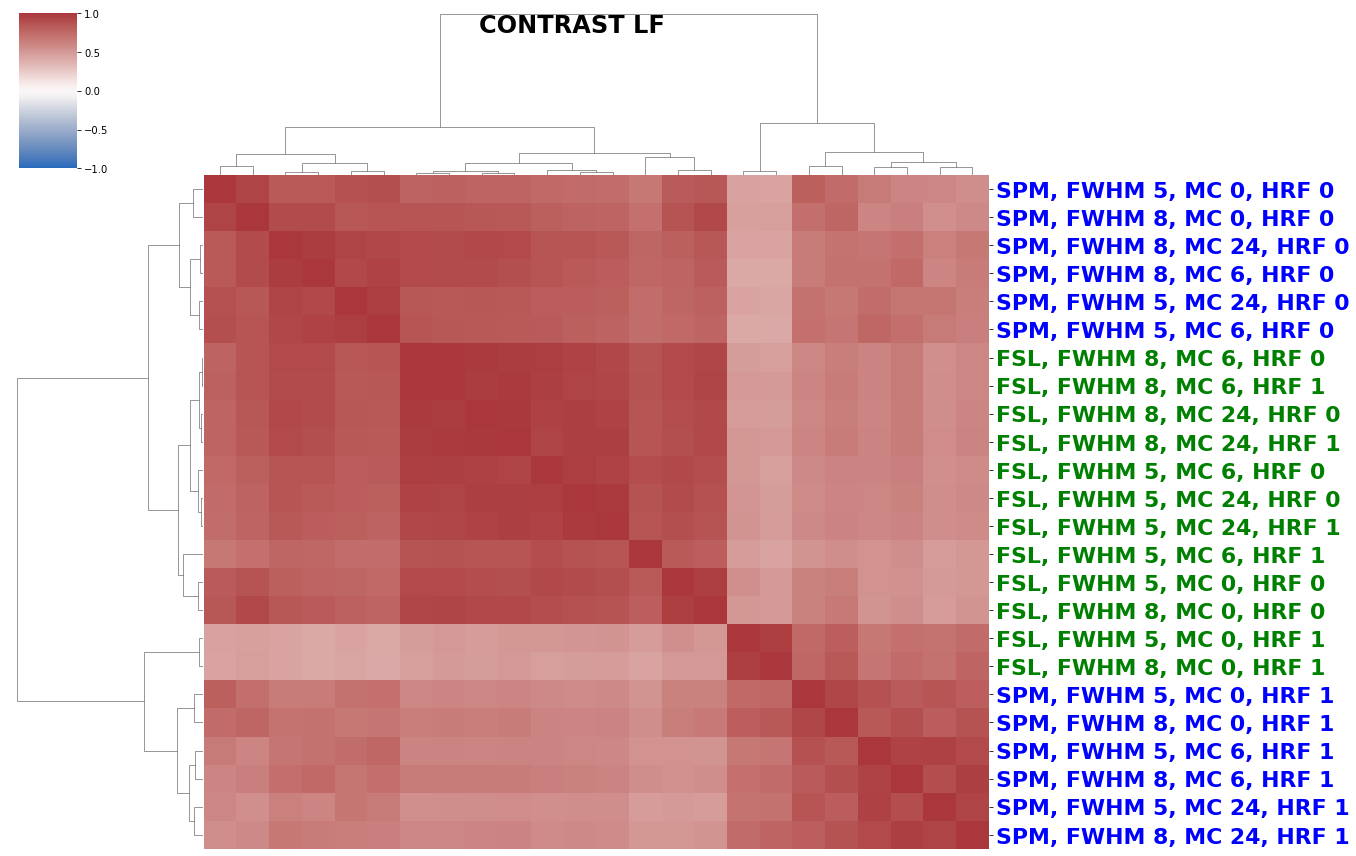 CONTRAST LF
1.0
0.5
0.0
−0.5
−1.0
SPM, FWHM 5, MC 0, HRF 0
SPM, FWHM 8, MC 0, HRF 0
SPM, FWHM 8, MC 24, HRF 0
SPM, FWHM 8, MC 6, HRF 0
SPM, FWHM 5, MC 24, HRF 0
SPM, FWHM 5, MC 6, HRF 0
FSL, FWHM 8, MC 6, HRF 0
FSL, FWHM 8, MC 6, HRF 1
FSL, FWHM 8, MC 24, HRF 0
FSL, FWHM 8, MC 24, HRF 1
FSL, FWHM 5, MC 6, HRF 0
FSL, FWHM 5, MC 24, HRF 0
FSL, FWHM 5, MC 24, HRF 1
FSL, FWHM 5, MC 6, HRF 1
FSL, FWHM 5, MC 0, HRF 0
FSL, FWHM 8, MC 0, HRF 0
FSL, FWHM 5, MC 0, HRF 1
FSL, FWHM 8, MC 0, HRF 1
SPM, FWHM 5, MC 0, HRF 1
SPM, FWHM 8, MC 0, HRF 1
SPM, FWHM 5, MC 6, HRF 1
SPM, FWHM 8, MC 6, HRF 1
SPM, FWHM 5, MC 24, HRF 1
SPM, FWHM 8, MC 24, HRF 1